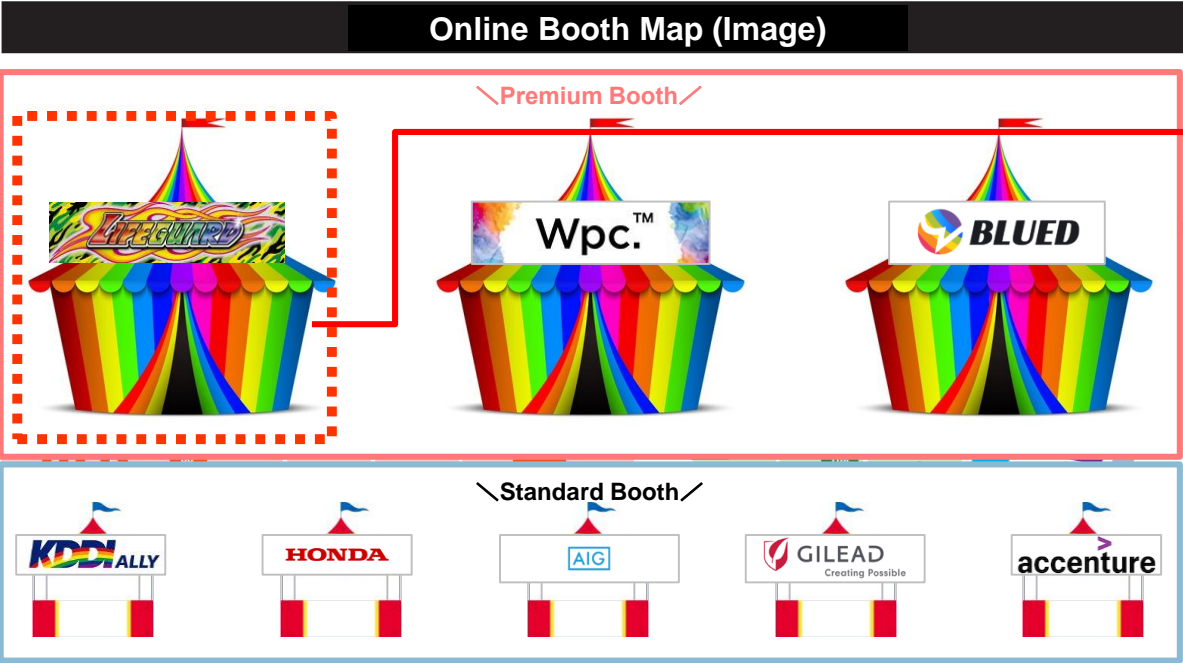 Online Booth Map (Image)
＼Premium Booth／
LIFEGUARD
Wpc.™
BLUED
＼Standard Booth／
KDDI ALLY
HONDA
AIG
GILEAD
Creating Possible
accenture